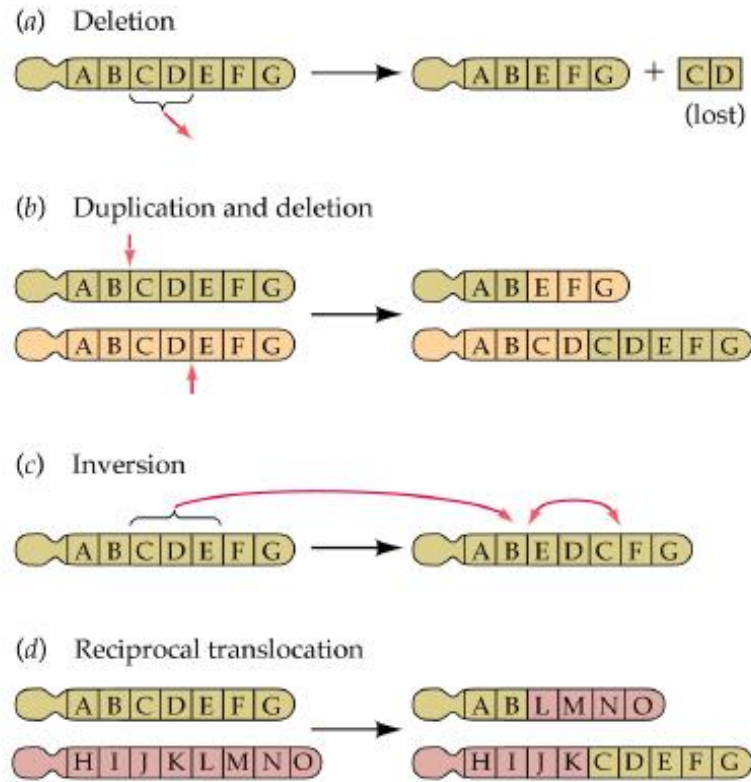 (a) Deletion
A B C D E F G A B E F G + C D
(lost)
(b) Duplication and deletion
A B C D E F G A B E F G
A B C D E F G A B C D C D E F G
(c) Inversion
A B C D E F G A B E D C F G
(d) Reciprocal translocation
A B C D E F G A B L M N O
H I J K L M N O H I J K C D E F G